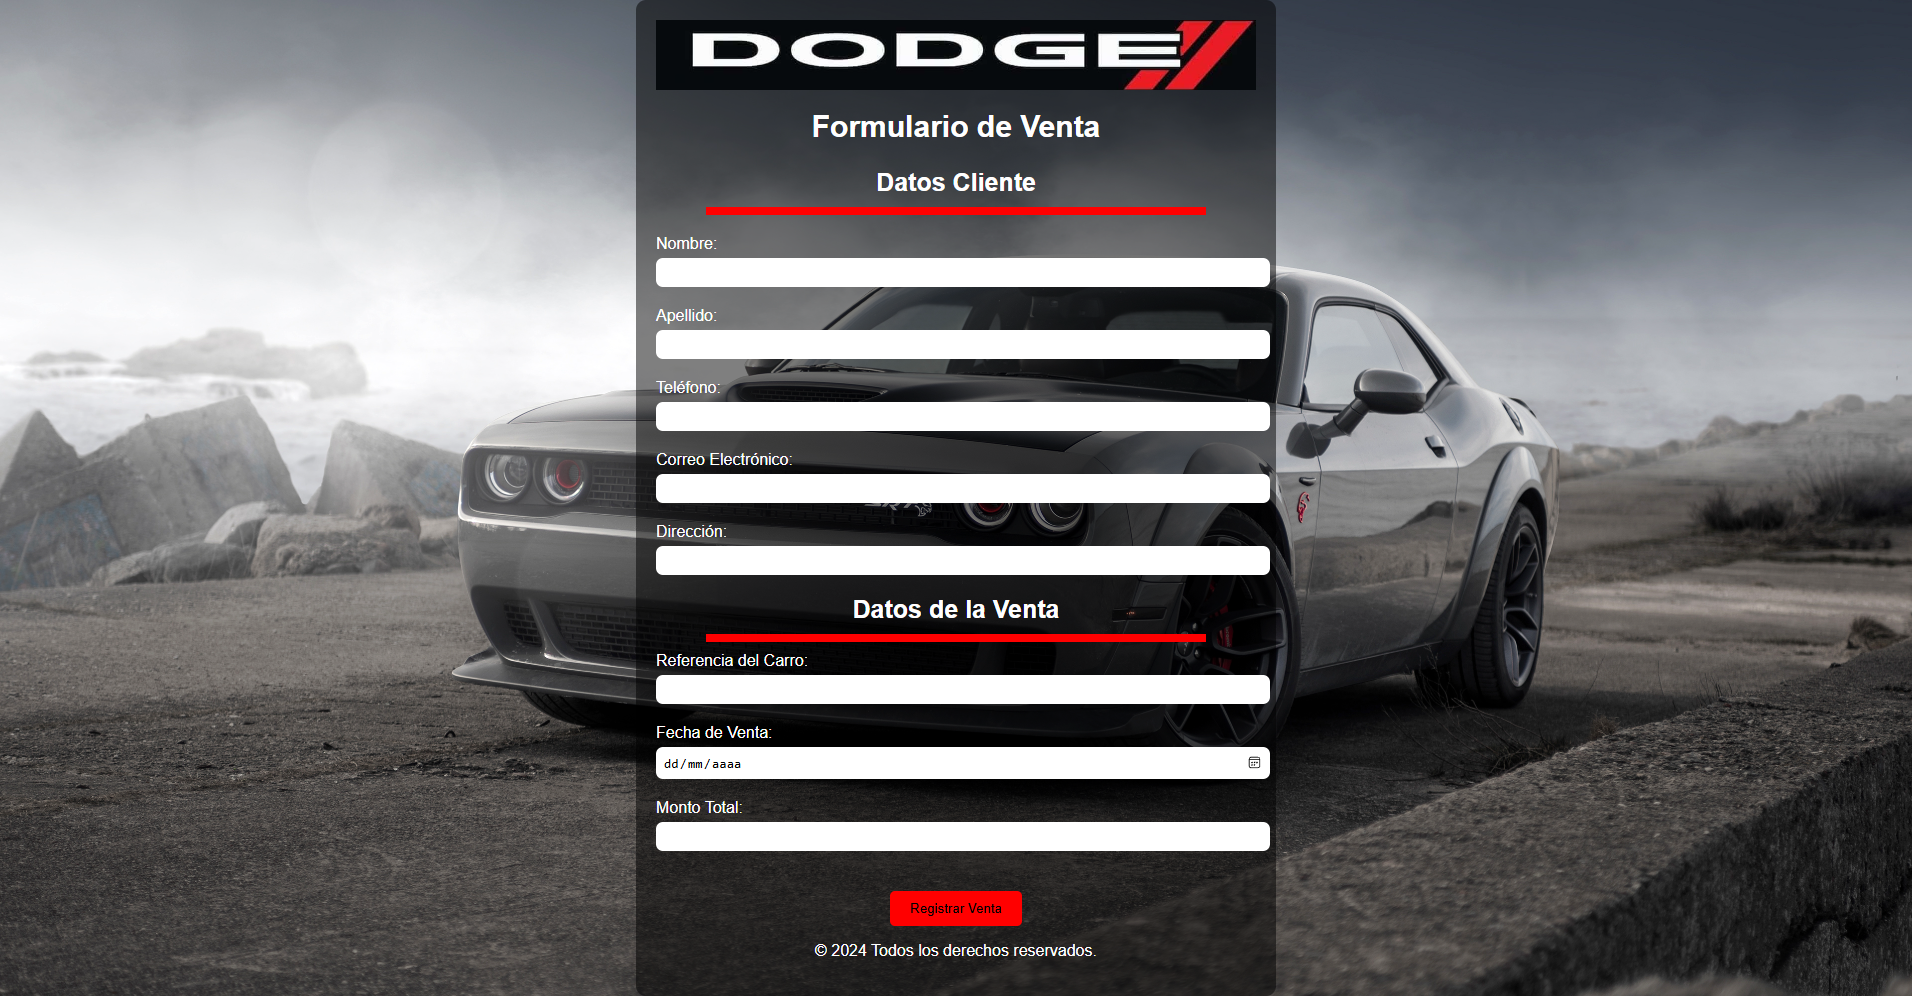 DODGE
Formulario de Venta
Datos Cliente
Nombre:
Apellido:
Teléfono:
Correo Electrónico:
SRT
Dirección:
Datos de la Venta
Referencia del Carro:
Fecha de Venta:
dd/mm/aaaa
Monto Total:
Registrar Venta
© 2024 Todos los derechos reservados.